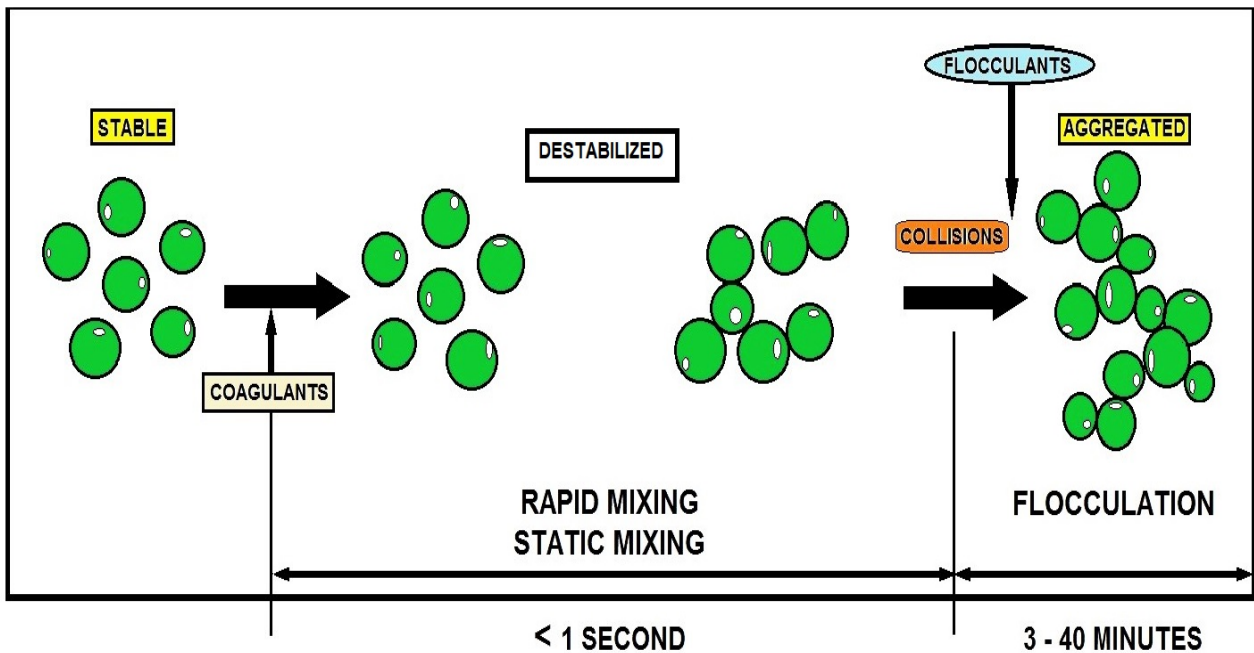 FLOCCULANTS
STABLE
AGGREGATED
DESTABILIZED
COLLISIONS
COAGULANTS
RAPID MIXING
STATIC MIXING
FLOCCULATION
< 1 SECOND
3 - 40 MINUTES